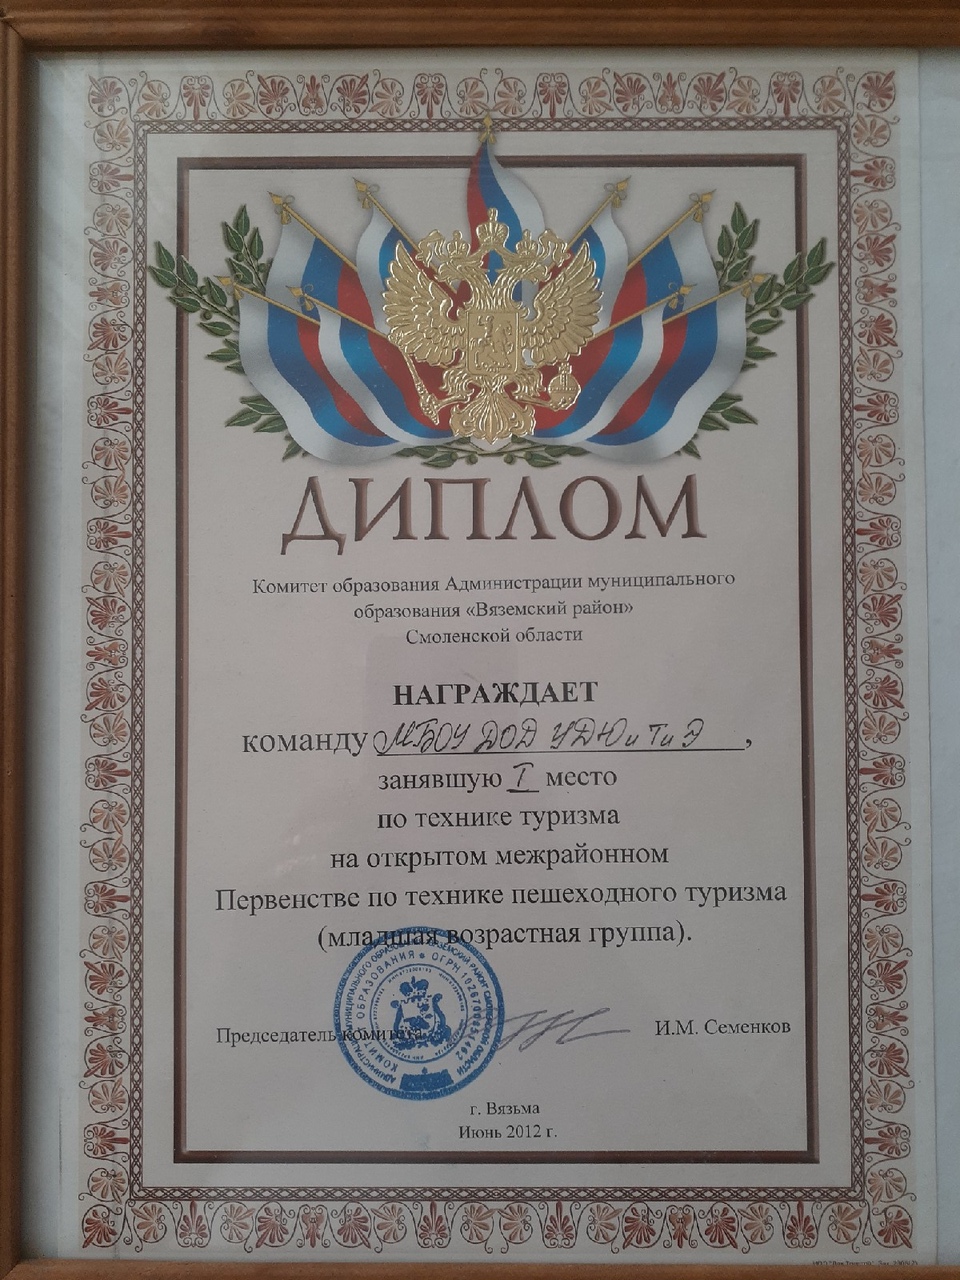 ДИПЛОМ
Комитет образования Администрации муниципального
образования «Вяземский район»
Смоленской области
НАГРАЖДАЕТ
команду МБОУ ДОД УДЮиТиЭ,
занявшую I место
по технике туризма
на открытом межрайонном
Первенстве по технике пешеходного туризма
(младшая возрастная группа).
Председатель комитета И.М. Семенков
г. Вязьма
Июнь 2012 г.